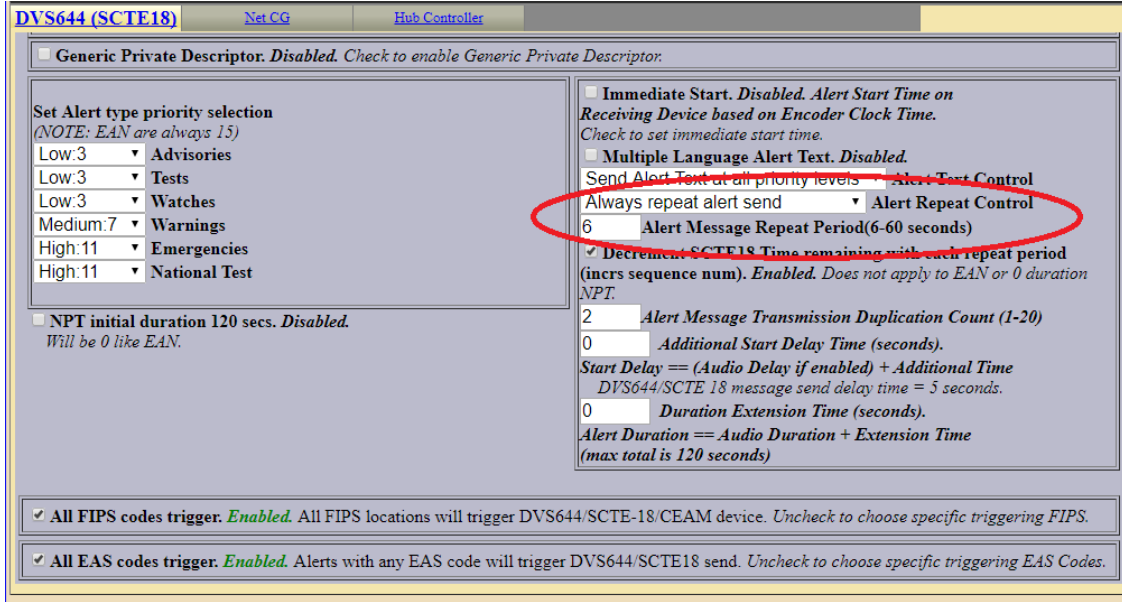 DVS644 (SCTE18) Net CG Hub Controller
Generic Private Descriptor. Disabled. Check to enable Generic Private Descriptor.
Set Alert type priority selection
(NOTE: EAN are always 15)
Low:3 Advisories
Low:3 Tests
Low:3 Watches
Medium:7 Warnings
High:11 Emergencies
High:11 National Test
NPT initial duration 120 secs. Disabled.
Will be 0 like EAN.
Immediate Start. Disabled. Alert Start Time on
Receiving Device based on Encoder Clock Time.
Check to set immediate start time.
Multiple Language Alert Text. Disabled.
Send Alert Text at all priority levels Alert Text Control
Always repeat alert send Alert Repeat Control
6 Alert Message Repeat Period(6-60 seconds)
Decrement SCTE18 Time remaining with each repeat period
(incrs sequence num). Enabled. Does not apply to EAN or 0 duration
NPT.
2 Alert Message Transmission Duplication Count (1-20)
0 Additional Start Delay Time (seconds).
Start Delay == (Audio Delay if enabled) + Additional Time
DVS644/SCTE 18 message send delay time = 5 seconds.
0 Duration Extension Time (seconds).
Alert Duration == Audio Duration + Extension Time
(max total is 120 seconds)
All FIPS codes trigger. Enabled. All FIPS locations will trigger DVS644/SCTE-18/CEAM device. Uncheck to choose specific triggering FIPS.
All EAS codes trigger. Enabled. Alerts with any EAS code will trigger DVS644/SCTE18 send. Uncheck to choose specific triggering EAS Codes.